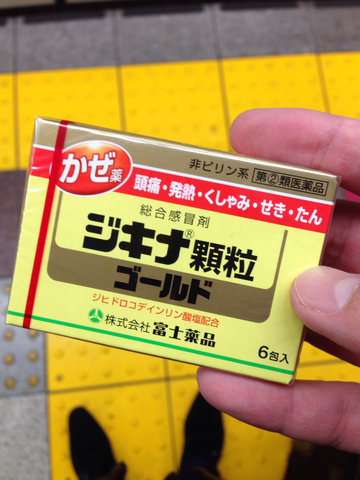 非ピリン系 指定②類医薬品
かぜ薬
頭痛・発熱・くしゃみ・せき・たん
総合感冒剤
ジキナ®顆粒
ゴールド
ジヒドロコデインリン酸塩配合
株式会社富士薬品
6包入